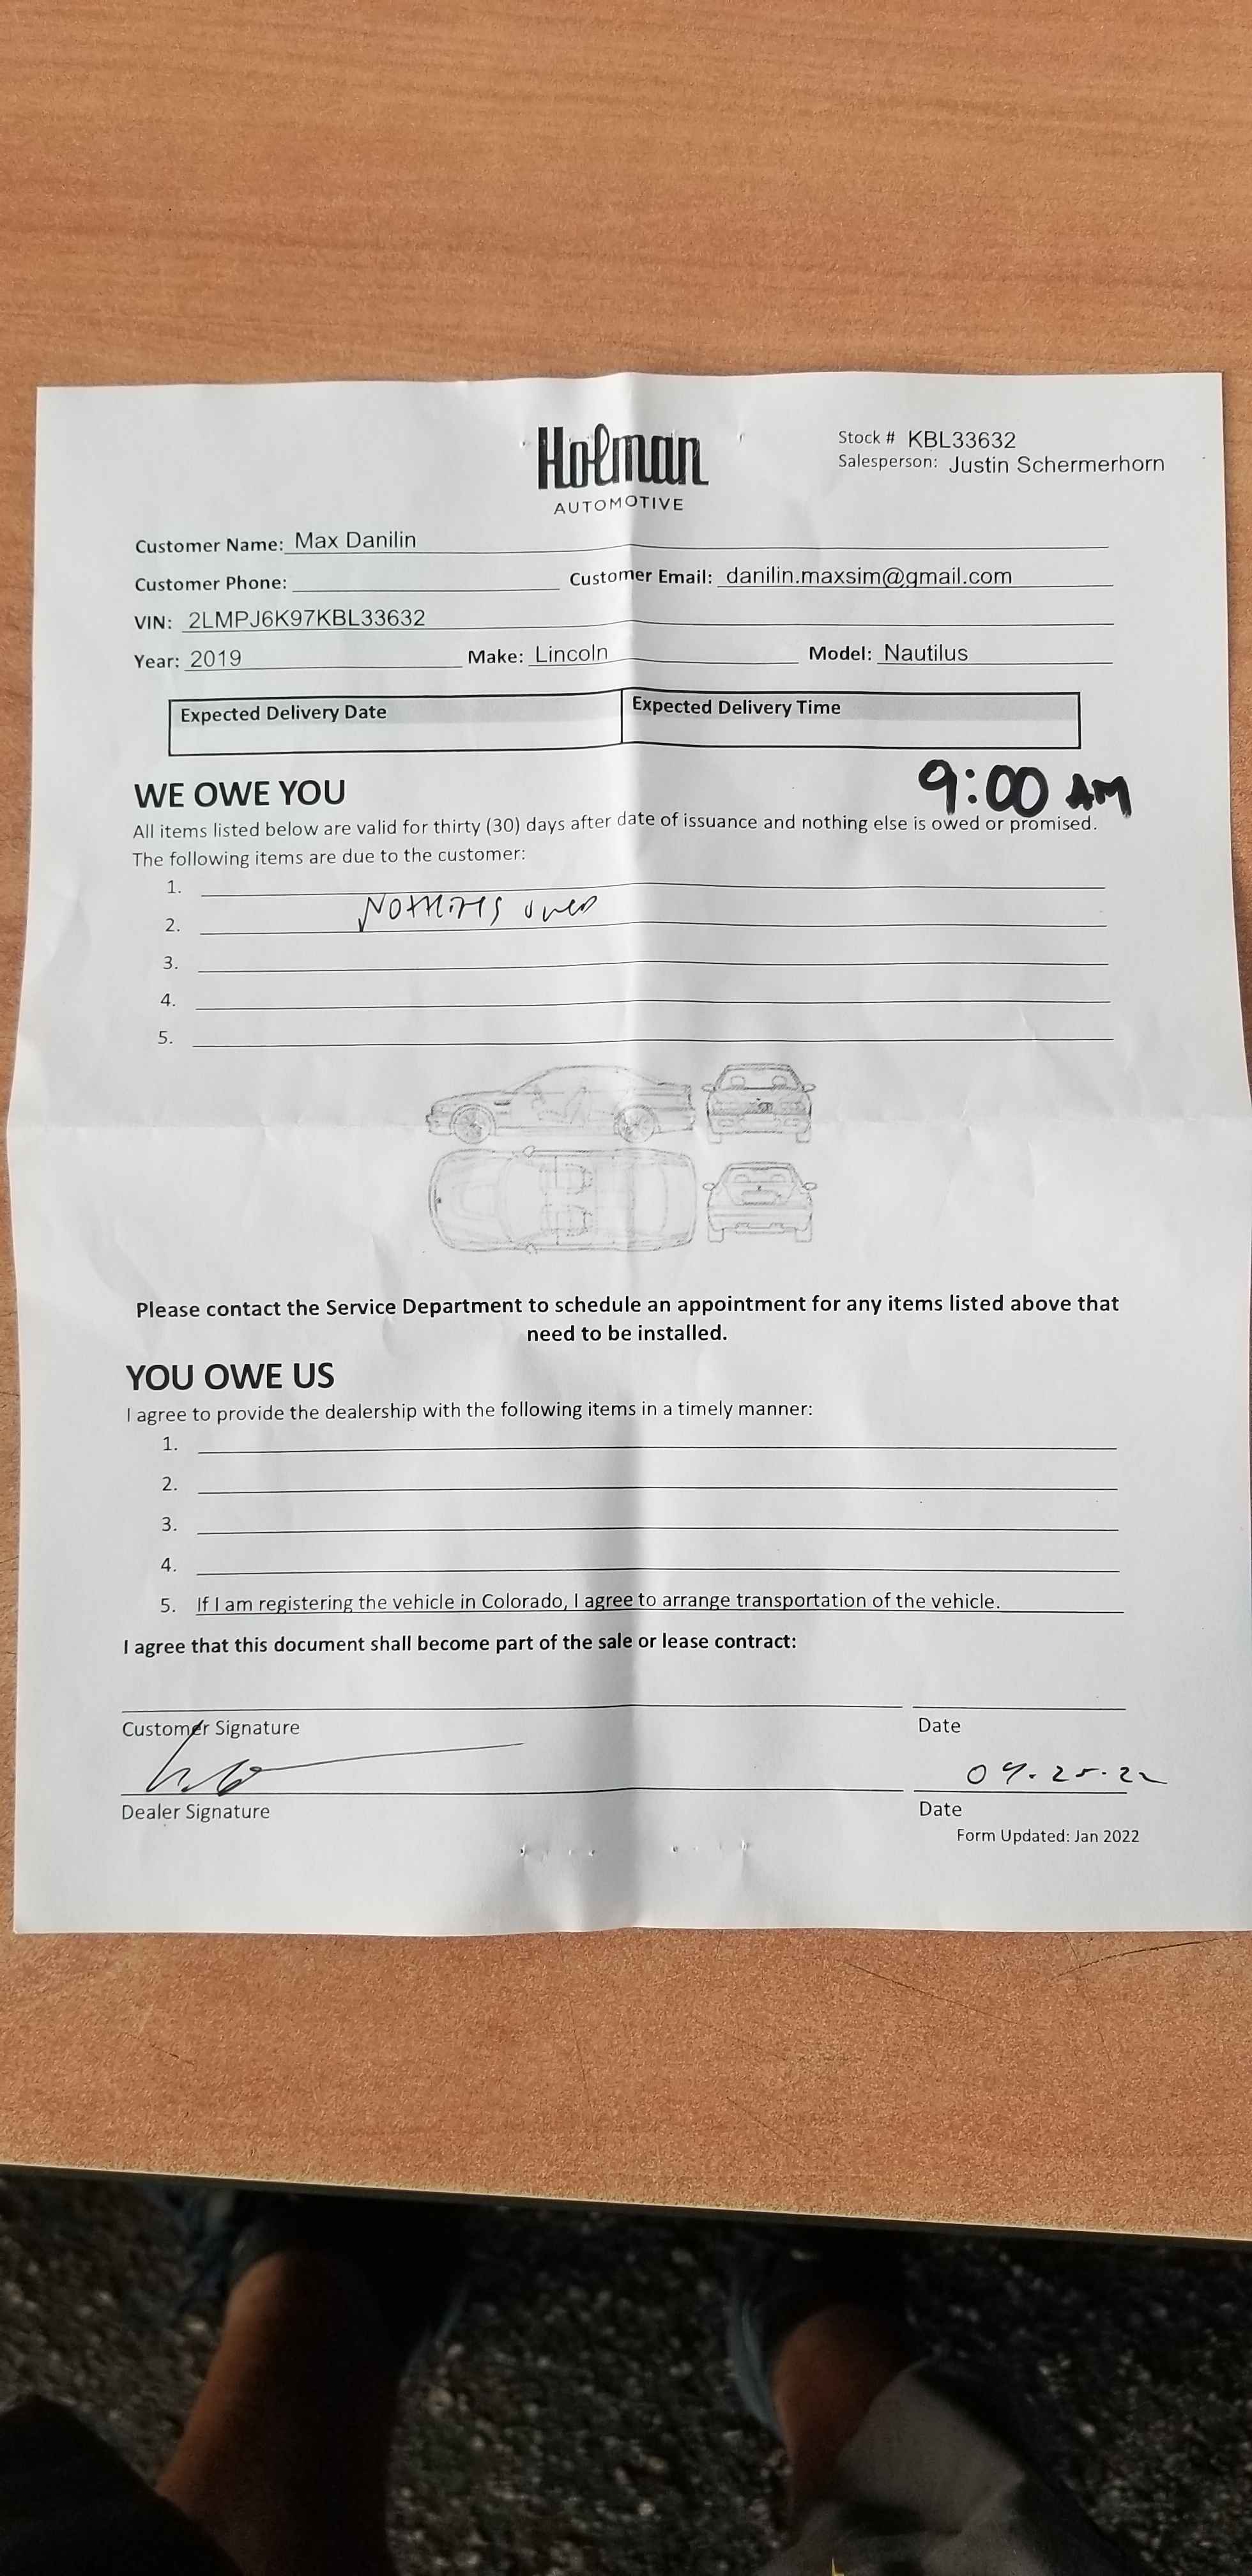 Holman
AUTOMOTIVE
Stock # KBL33632
Salesperson: Justin Schermerhorn
Customer Name: Max Danilin
Customer Phone: Customer Email: danilin.maxsim@gmail.com
VIN: 2LMPJ6K97KBL33632
Year: 2019 Make: Lincoln Model: Nautilus
Expected Delivery Date Expected Delivery Time
9:00 AM
WE OWE YOU
All items listed below are valid for thirty (30) days after date of issuance and nothing else is owed or promised.
The following items are due to the customer:
1.
Nothing owed
2.
3.
4.
5.
Please contact the Service Department to schedule an appointment for any items listed above that
need to be installed.
YOU OWE US
I agree to provide the dealership with the following items in a timely manner:
1.
2.
3.
4.
5. If I am registering the vehicle in Colorado, I agree to arrange transportation of the vehicle.
I agree that this document shall become part of the sale or lease contract:
Customer Signature Date
09.25.22
Dealer Signature Date
Form Updated: Jan 2022